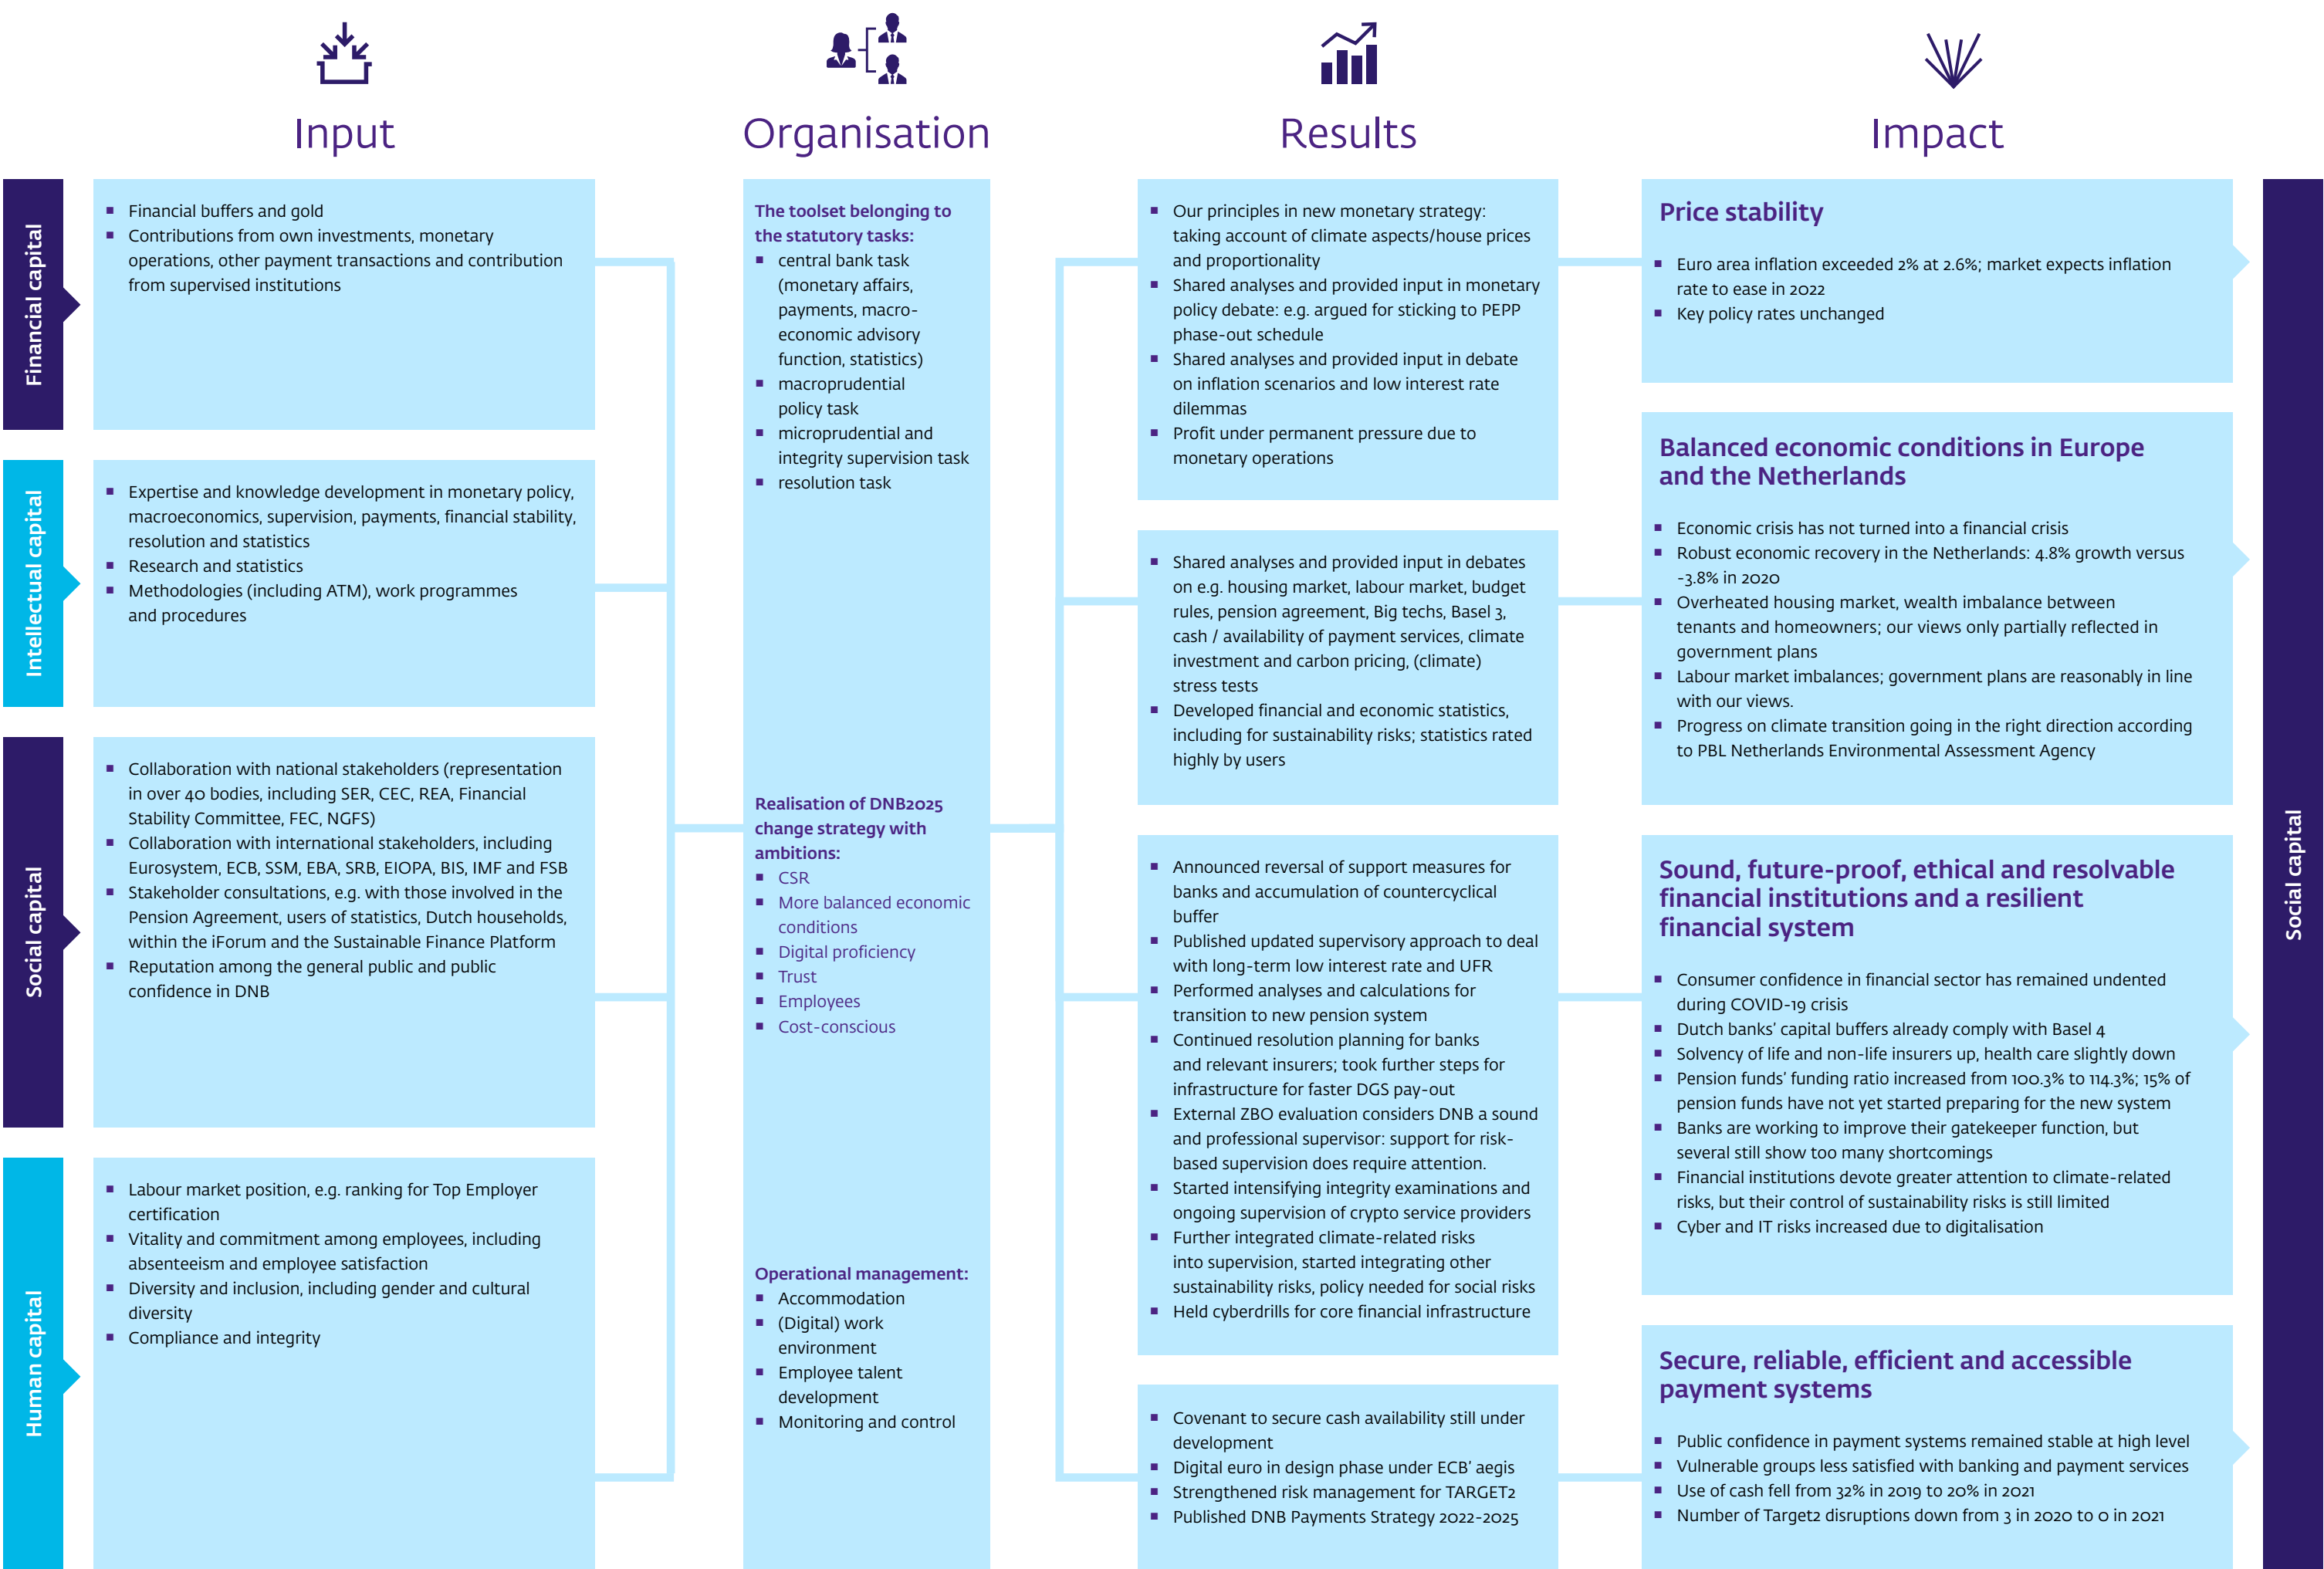 Input
Organisation
Results
Impact
Financial capital
▪ Financial buffers and gold
▪ Contributions from own investments, monetary
operations, other payment transactions and contribution
from supervised institutions
Intellectual capital
▪ Expertise and knowledge development in monetary policy,
macroeconomics, supervision, payments, financial stability,
resolution and statistics
▪ Research and statistics
▪ Methodologies (including ATM), work programmes
and procedures
Social capital
▪ Collaboration with national stakeholders (representation
in over 40 bodies, including SER, CEC, REA, Financial
Stability Committee, FEC, NGFS)
▪ Collaboration with international stakeholders, including
Eurosystem, ECB, SSM, EBA, SRB, EIOPA, BIS, IMF and FSB
▪ Stakeholder consultations, e.g. with those involved in the
Pension Agreement, users of statistics, Dutch households,
within the iForum and the Sustainable Finance Platform
▪ Reputation among the general public and public
confidence in DNB
Human capital
▪ Labour market position, e.g. ranking for Top Employer
certification
▪ Vitality and commitment among employees, including
absenteeism and employee satisfaction
▪ Diversity and inclusion, including gender and cultural
diversity
▪ Compliance and integrity
The toolset belonging to
the statutory tasks:
▪ central bank task
(monetary affairs,
payments, macro-
economic advisory
function, statistics)
▪ macroprudential
policy task
▪ microprudential and
integrity supervision task
▪ resolution task
Realisation of DNB2025
change strategy with
ambitions:
▪ CSR
▪ More balanced economic
conditions
▪ Digital proficiency
▪ Trust
▪ Employees
▪ Cost-conscious
Operational management:
▪ Accommodation
▪ (Digital) work
environment
▪ Employee talent
development
▪ Monitoring and control
▪ Our principles in new monetary strategy:
taking account of climate aspects/house prices
and proportionality
▪ Shared analyses and provided input in monetary
policy debate: e.g. argued for sticking to PEPP
phase-out schedule
▪ Shared analyses and provided input in debate
on inflation scenarios and low interest rate
dilemmas
▪ Profit under permanent pressure due to
monetary operations
▪ Shared analyses and provided input in debates
on e.g. housing market, labour market, budget
rules, pension agreement, Big techs, Basel 3,
cash / availability of payment services, climate
investment and carbon pricing, (climate)
stress tests
▪ Developed financial and economic statistics,
including for sustainability risks; statistics rated
highly by users
▪ Announced reversal of support measures for
banks and accumulation of countercyclical
buffer
▪ Published updated supervisory approach to deal
with long-term low interest rate and UFR
▪ Performed analyses and calculations for
transition to new pension system
▪ Continued resolution planning for banks
and relevant insurers; took further steps for
infrastructure for faster DGS pay-out
▪ External ZBO evaluation considers DNB a sound
and professional supervisor: support for risk-
based supervision does require attention.
▪ Started intensifying integrity examinations and
ongoing supervision of crypto service providers
▪ Further integrated climate-related risks
into supervision, started integrating other
sustainability risks, policy needed for social risks
▪ Held cyberdrills for core financial infrastructure
▪ Covenant to secure cash availability still under
development
▪ Digital euro in design phase under ECB’ aegis
▪ Strengthened risk management for TARGET2
▪ Published DNB Payments Strategy 2022-2025
Price stability
▪ Euro area inflation exceeded 2% at 2.6%; market expects inflation
rate to ease in 2022
▪ Key policy rates unchanged
Balanced economic conditions in Europe
and the Netherlands
▪ Economic crisis has not turned into a financial crisis
▪ Robust economic recovery in the Netherlands: 4.8% growth versus
-3.8% in 2020
▪ Overheated housing market, wealth imbalance between
tenants and homeowners; our views only partially reflected in
government plans
▪ Labour market imbalances; government plans are reasonably in line
with our views.
▪ Progress on climate transition going in the right direction according
to PBL Netherlands Environmental Assessment Agency
Sound, future-proof, ethical and resolvable
financial institutions and a resilient
financial system
▪ Consumer confidence in financial sector has remained undented
during COVID-19 crisis
▪ Dutch banks’ capital buffers already comply with Basel 4
▪ Solvency of life and non-life insurers up, health care slightly down
▪ Pension funds’ funding ratio increased from 100.3% to 114.3%; 15% of
pension funds have not yet started preparing for the new system
▪ Banks are working to improve their gatekeeper function, but
several still show too many shortcomings
▪ Financial institutions devote greater attention to climate-related
risks, but their control of sustainability risks is still limited
▪ Cyber and IT risks increased due to digitalisation
Secure, reliable, efficient and accessible
payment systems
▪ Public confidence in payment systems remained stable at high level
▪ Vulnerable groups less satisfied with banking and payment services
▪ Use of cash fell from 32% in 2019 to 20% in 2021
▪ Number of Target2 disruptions down from 3 in 2020 to 0 in 2021
Social capital